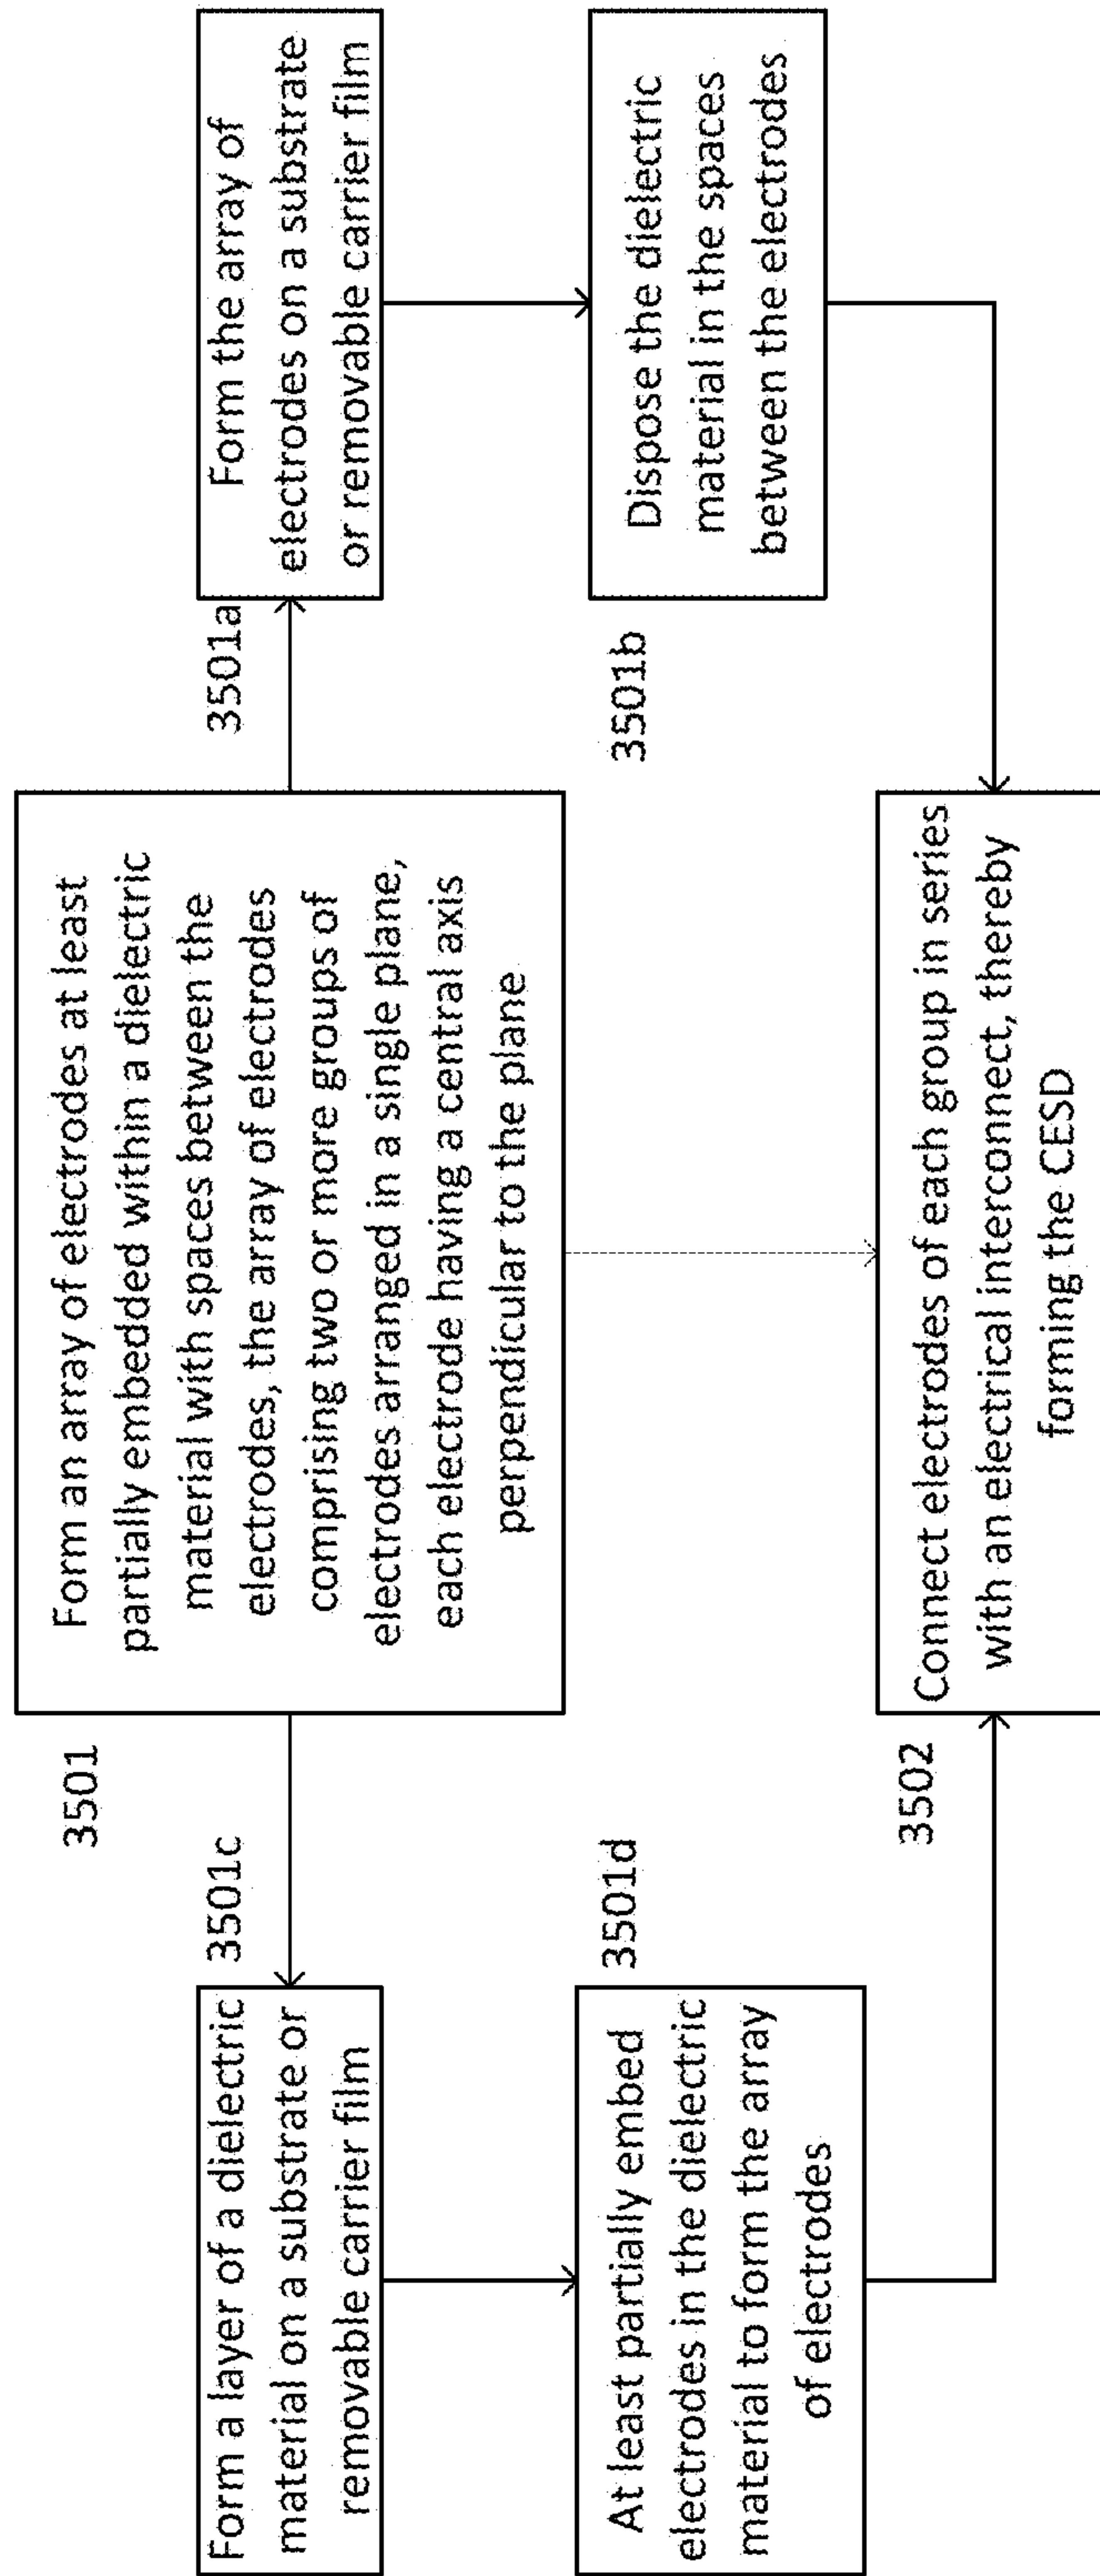 3501
Form an array of electrodes at least
partially embedded within a dielectric
material with spaces between the
electrodes, the array of electrodes
comprising two or more groups of
electrodes arranged in a single plane,
each electrode having a central axis
perpendicular to the plane
3501c
Form a layer of a dielectric
material on a substrate or
removable carrier film
3501a
Form the array of
electrodes on a substrate
or removable carrier film
3501d
At least partially embed
electrodes in the dielectric
material to form the array
of electrodes
3501b
Dispose the dielectric
material in the spaces
between the electrodes
3502
Connect electrodes of each group in series
with an electrical interconnect, thereby
forming the CESD